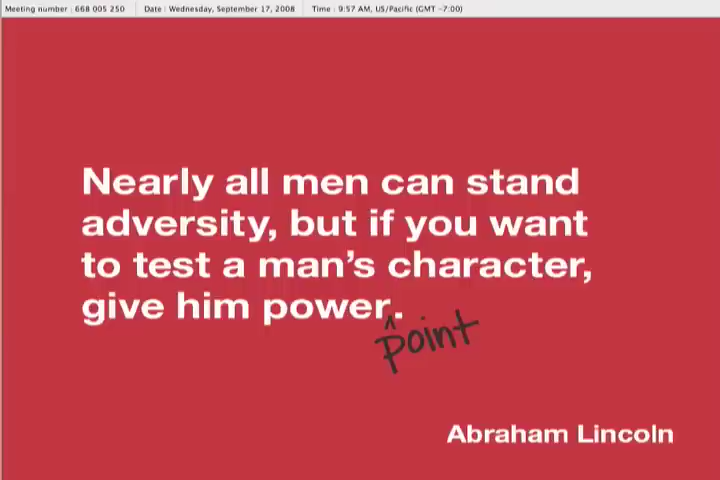 Meeting number : 668 005 250 Date : Wednesday, September 17, 2008 Time : 9:57 AM, US/Pacific (GMT -7:00)
Nearly all men can stand
adversity, but if you want
to test a man's character,
give him power.
^
point
Abraham Lincoln